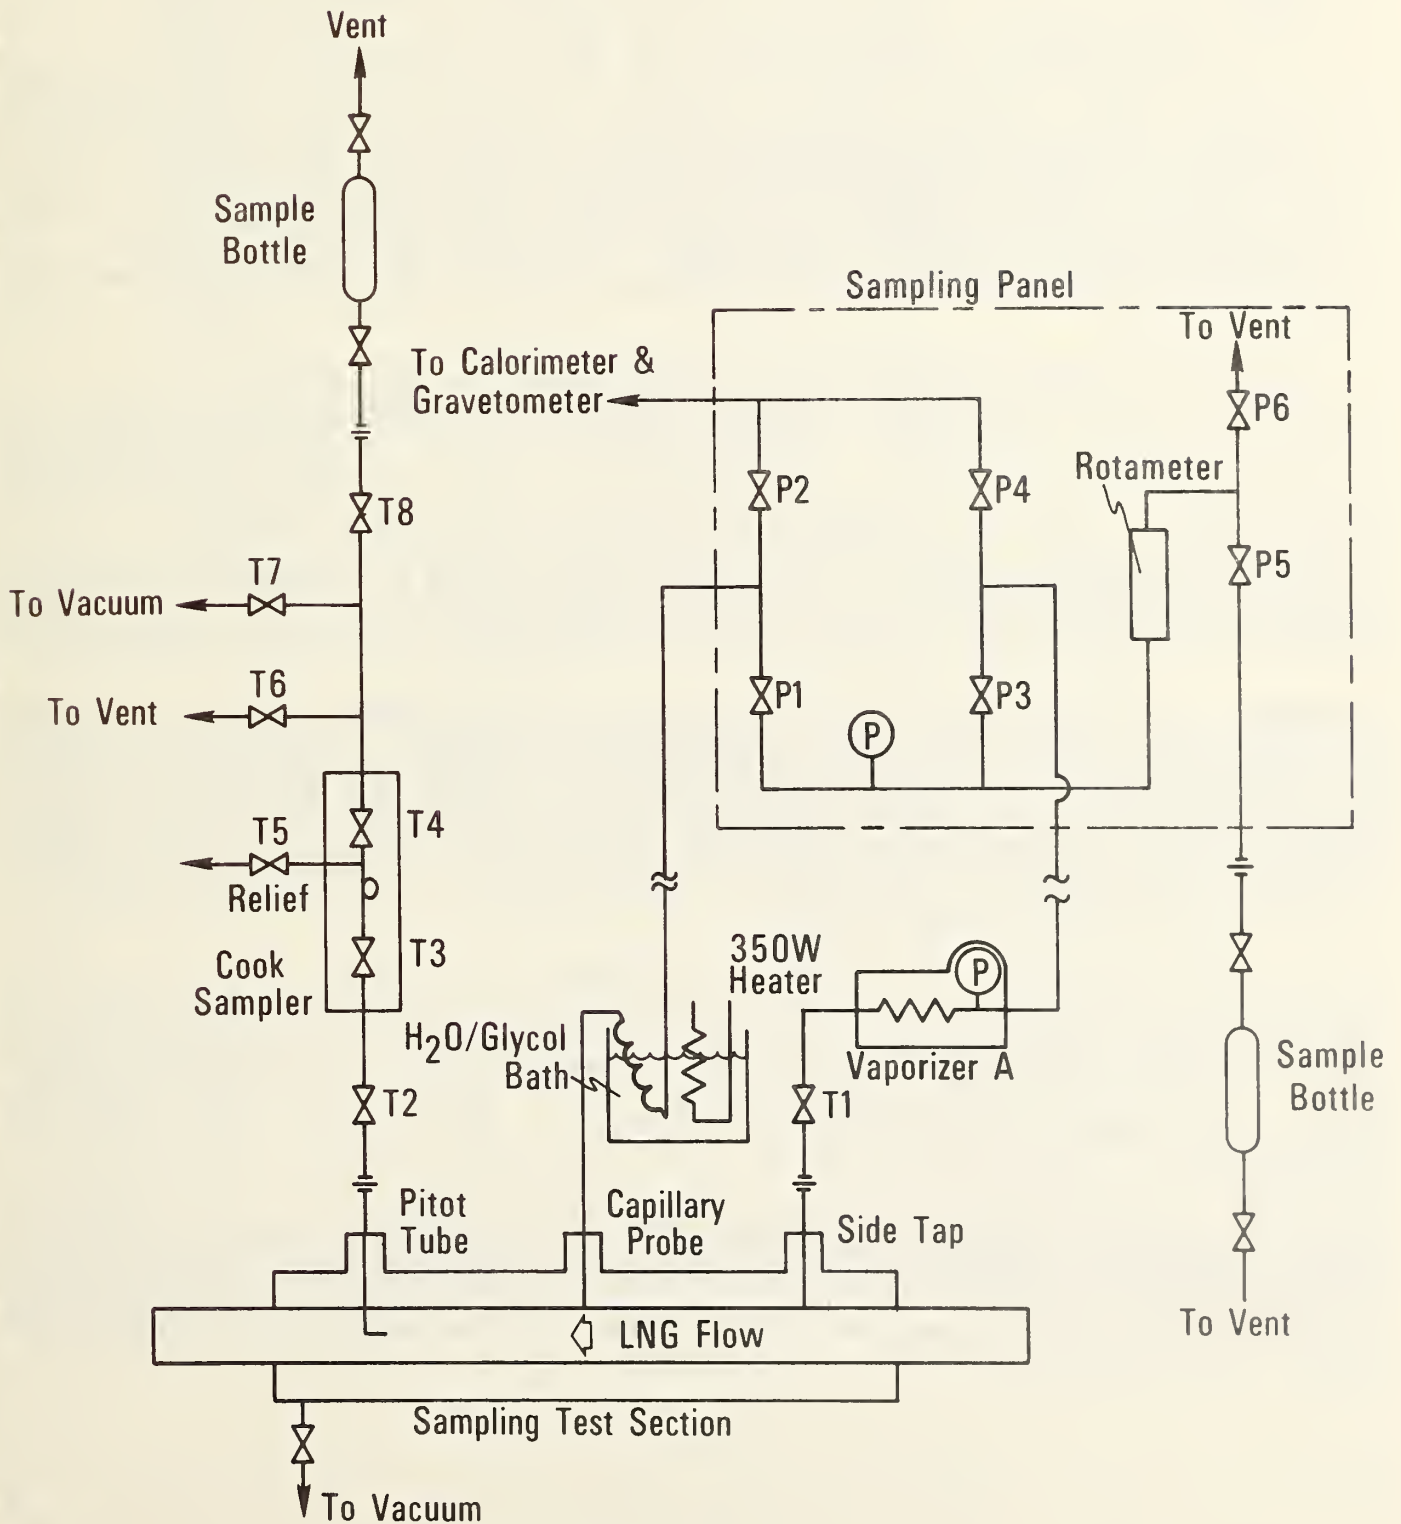 Vent
Sample
Bottle
Sampling Panel
To Vent
To Calorimeter &
Gravetometer
P6
Rotameter
P2
P4
T8
P5
T7
To Vacuum
T6
To Vent
P1
P3
P
T4
T5
Relief
T3
Cook
Sampler
350W
Heater
P
H2O/Glycol
Bath
Vaporizer A
T2
T1
Sample
Bottle
Pitot
Tube
Capillary
Probe
Side Tap
To Vent
LNG Flow
Sampling Test Section
To Vacuum